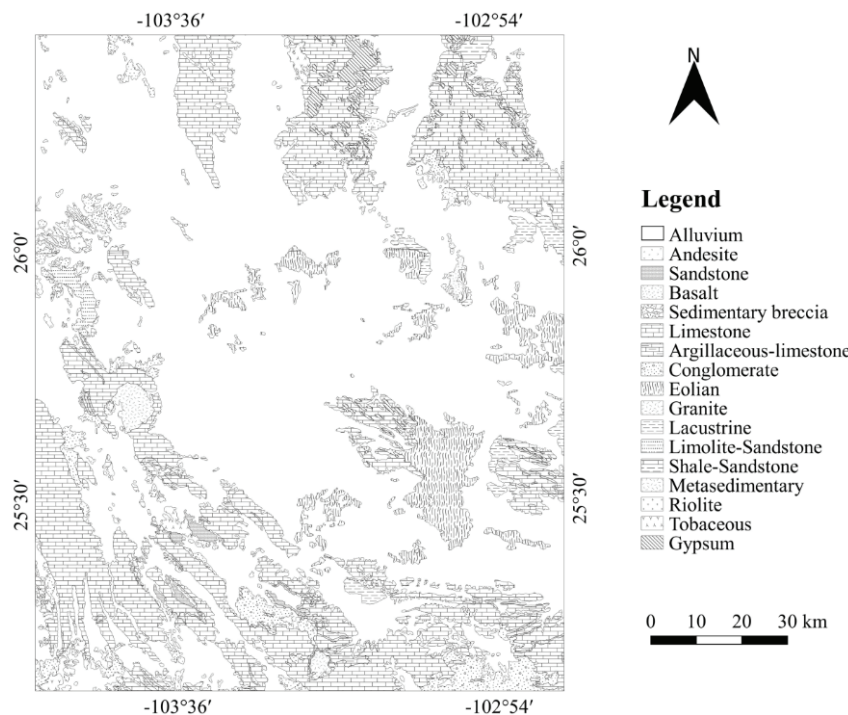 -103°36′ -102°54′
N
26°0′ 26°0′
25°30′ 25°30′
Legend
Alluvium
Andesite
Sandstone
Basalt
Sedimentary breccia
Limestone
Argillaceous-limestone
Conglomerate
Eolian
Granite
Lacustrine
Limolite-Sandstone
Shale-Sandstone
Metasedimentary
Riolite
Tobaceous
Gypsum
0 10 20 30 km
-103°36′ -102°54′